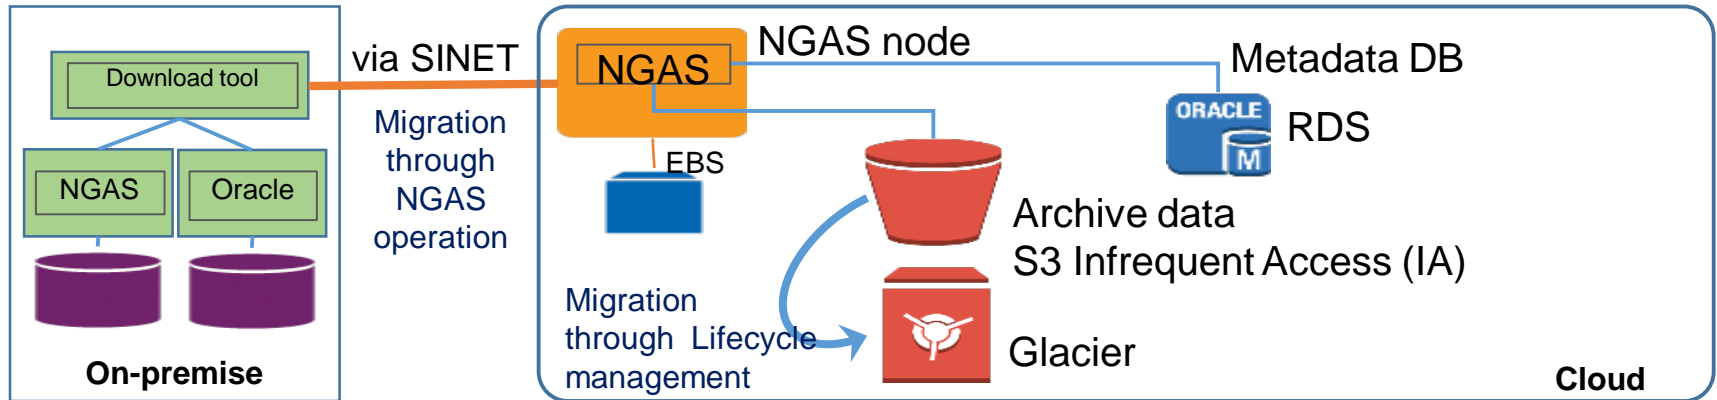 Download tool
NGAS
Oracle
On-premise
via SINET
Migration
through
NGAS
operation
NGAS
NGAS node
EBS
Metadata DB
ORACLE
M
RDS
Archive data
S3 Infrequent Access (IA)
Migration
through Lifecycle
management
Glacier
Cloud